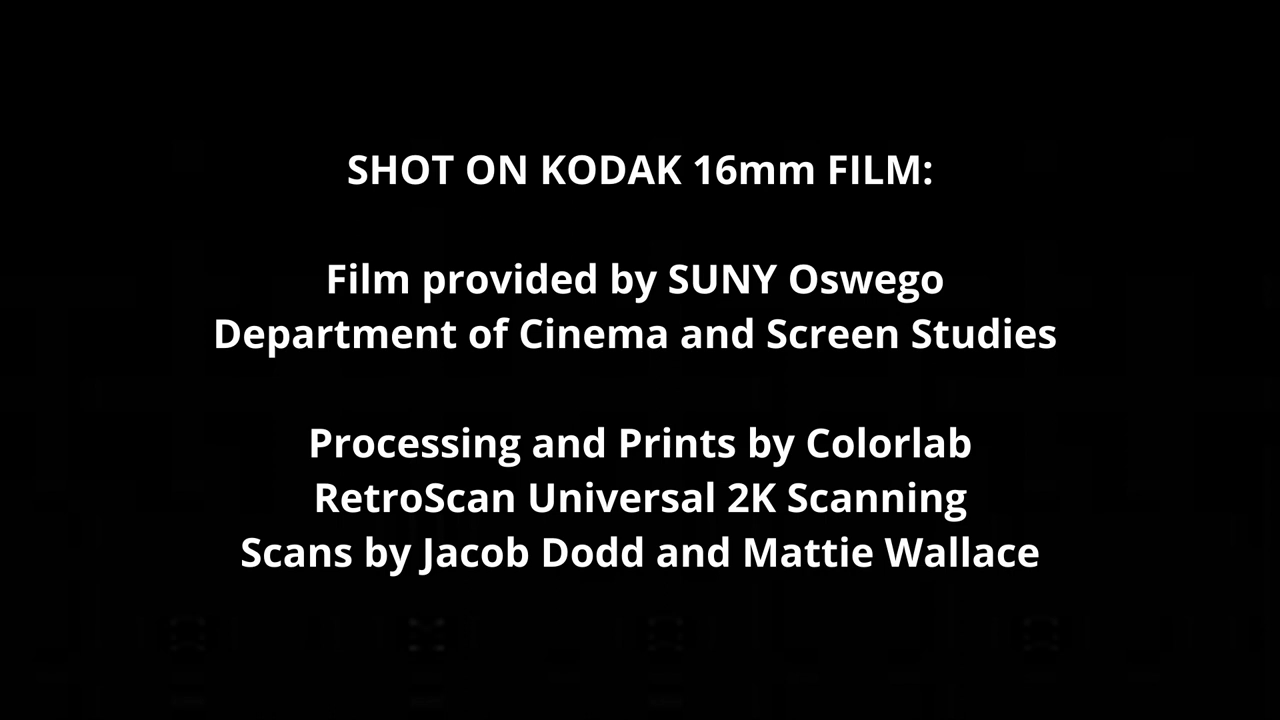 SHOT ON KODAK 16mm FILM:
Film provided by SUNY Oswego
Department of Cinema and Screen Studies
Processing and Prints by Colorlab
RetroScan Universal 2K Scanning
Scans by Jacob Dodd and Mattie Wallace